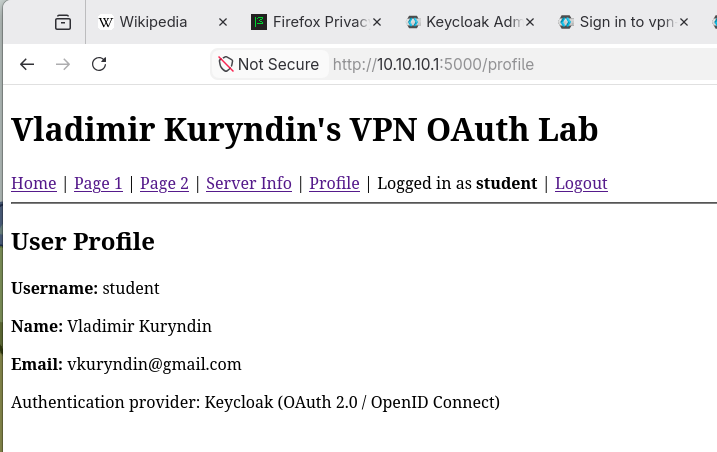 Wikipedia
Firefox Privac
Keycloak Adm
Sign in to vpn
Not Secure http://10.10.10.1:5000/profile
Vladimir Kuryndin's VPN OAuth Lab
Home | Page 1 | Page 2 | Server Info | Profile | Logged in as student | Logout
User Profile
Username: student
Name: Vladimir Kuryndin
Email: vkuryndin@gmail.com
Authentication provider: Keycloak (OAuth 2.0 / OpenID Connect)